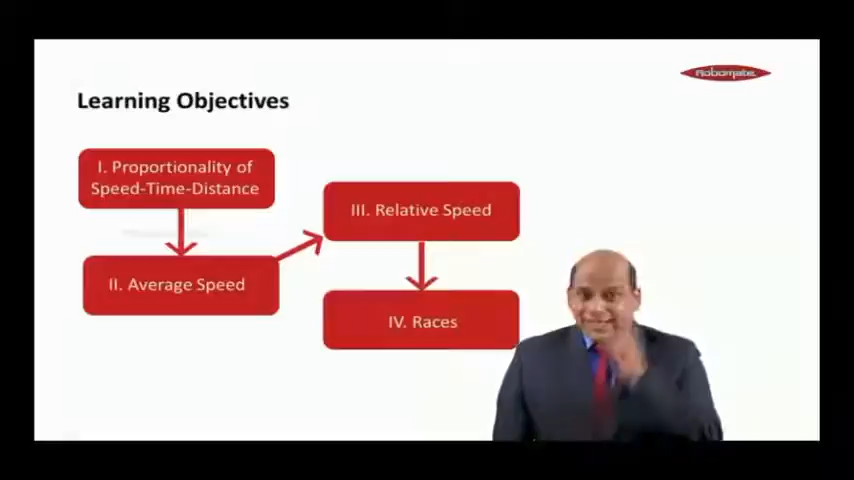 Robomate
Learning Objectives
I. Proportionality of
Speed-Time-Distance
II. Average Speed
III. Relative Speed
IV. Races